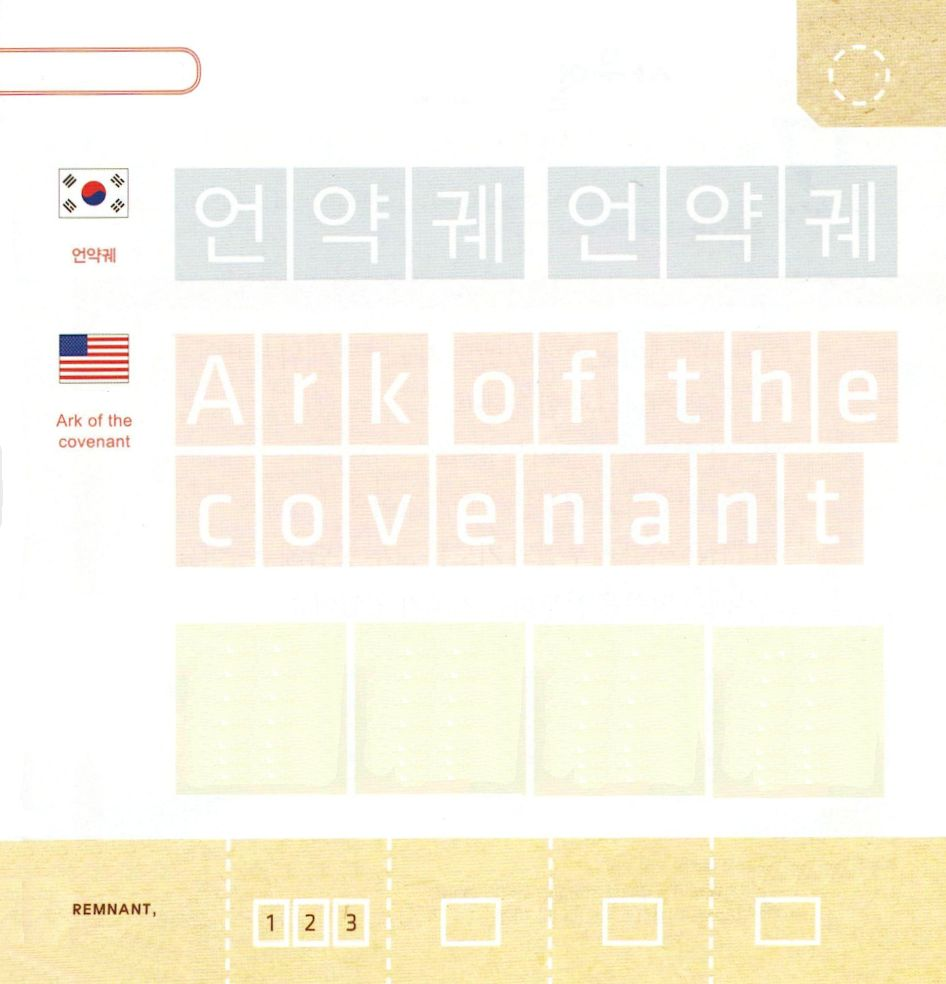 언약궤 언약궤
언약궤
Ark of the
covenant
Ark of the
covenant
REMNANT,
1 2 3